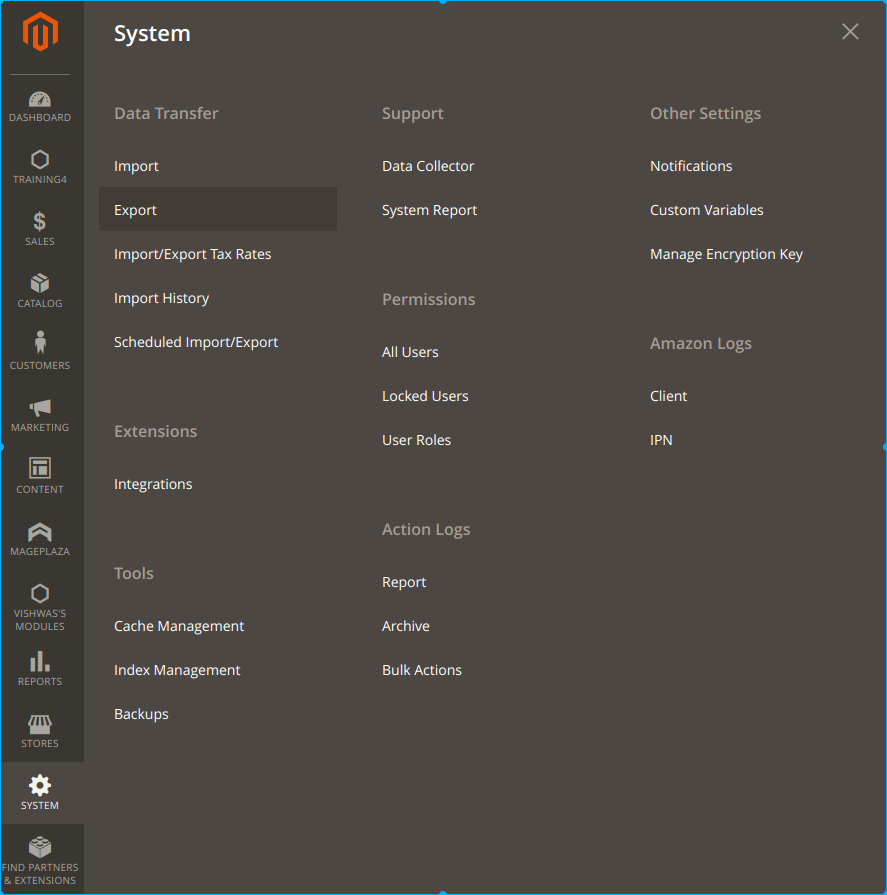 DASHBOARD
TRAINING4
SALES
CATALOG
CUSTOMERS
MARKETING
CONTENT
MAGEPLAZA
VISHWAS'S
MODULES
REPORTS
STORES
SYSTEM
FIND PARTNERS
& EXTENSIONS
System
Data Transfer
Import
Export
Import/Export Tax Rates
Import History
Scheduled Import/Export
Extensions
Integrations
Tools
Cache Management
Index Management
Backups
Support
Data Collector
System Report
Permissions
All Users
Locked Users
User Roles
Action Logs
Report
Archive
Bulk Actions
Other Settings
Notifications
Custom Variables
Manage Encryption Key
Amazon Logs
Client
IPN